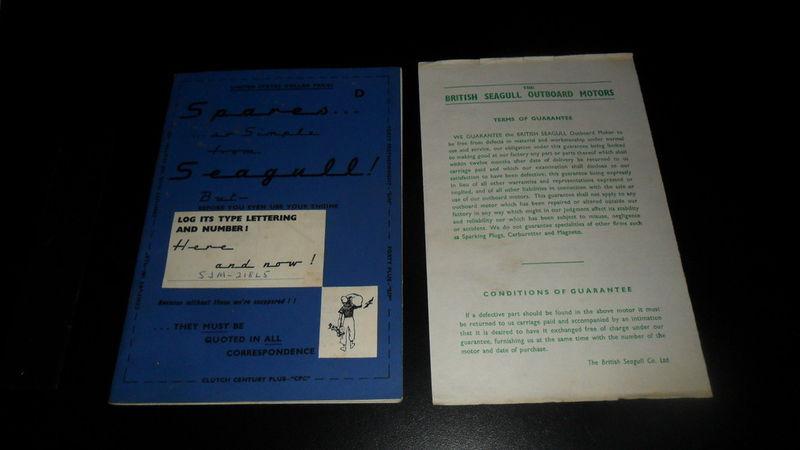 UNITED STATES DOLLAR PRICE
D
Spares...
...or Simple
from
Seagull!
But-
BEFORE YOU EVEN USE YOUR ENGINE
LOG ITS TYPE LETTERING
AND NUMBER!
Here
and now!
SJM-218L5
Because without these we're snappered!!
...THEY MUST BE
QUOTED IN ALL
CORRESPONDENCE
CLUTCH CENTURY PLUS-"CPC"
THE
BRITISH SEAGULL OUTBOARD MOTORS
TERMS OF GUARANTEE
WE GUARANTEE the BRITISH SEAGULL Outboard Motor to
be free from defects in material and workmanship under normal
use and service, our obligation under this guarantee being limited
to making good at our factory any part or parts thereof which shall
within twelve months after date of delivery be returned to us
carriage paid and which our examination shall disclose to our
satisfaction to have been defective; this guarantee being expressly
in lieu of all other warranties and representations expressed or
implied, and of all other liabilities in connection with the sale or
use of our outboard motors. This guarantee shall not apply to any
outboard motor which has been repaired or altered outside our
factory in any way which might in our judgment affect its stability
and reliability nor which has been subject to misuse, negligence
or accident. We do not guarantee specialities of other firms such
as Sparking Plugs, Carburetter and Magneto.
CONDITIONS OF GUARANTEE
If a defective part should be found in the above motor it must
be returned to us carriage paid and accompanied by an intimation
that it is desired to have it exchanged free of charge under our
guarantee, furnishing us at the same time with the number of the
motor and date of purchase.
The British Seagull Co. Ltd